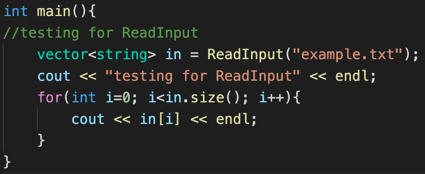 int main(){
//testing for ReadInput
    vector<string> in = ReadInput("example.txt");
    cout << "testing for ReadInput" << endl;
    for(int i=0; i<in.size(); i++){
        cout << in[i] << endl;
    }
}